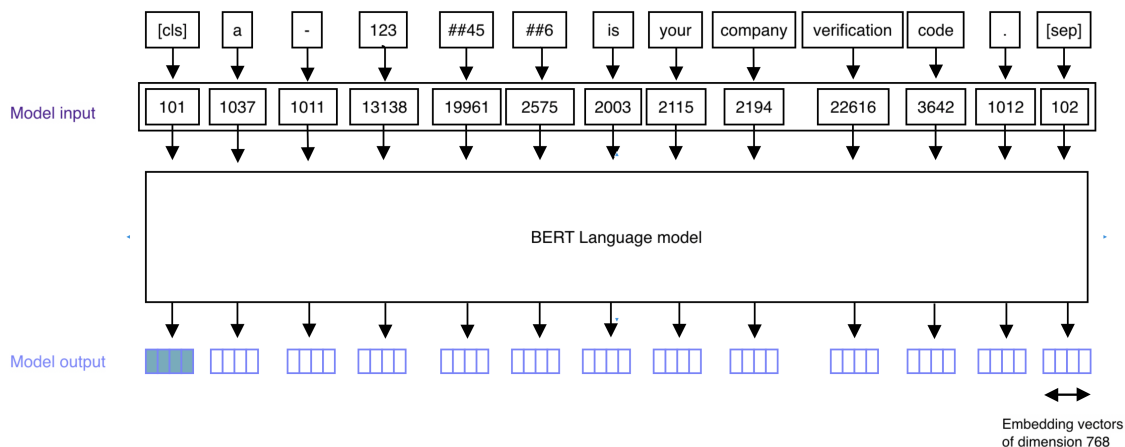 [cls] a - 123 ##45 ##6 is your company verification code . [sep]
Model input 101 1037 1011 13138 19961 2575 2003 2115 2194 22616 3642 1012 102
BERT Language model
Model output
Embedding vectors
of dimension 768